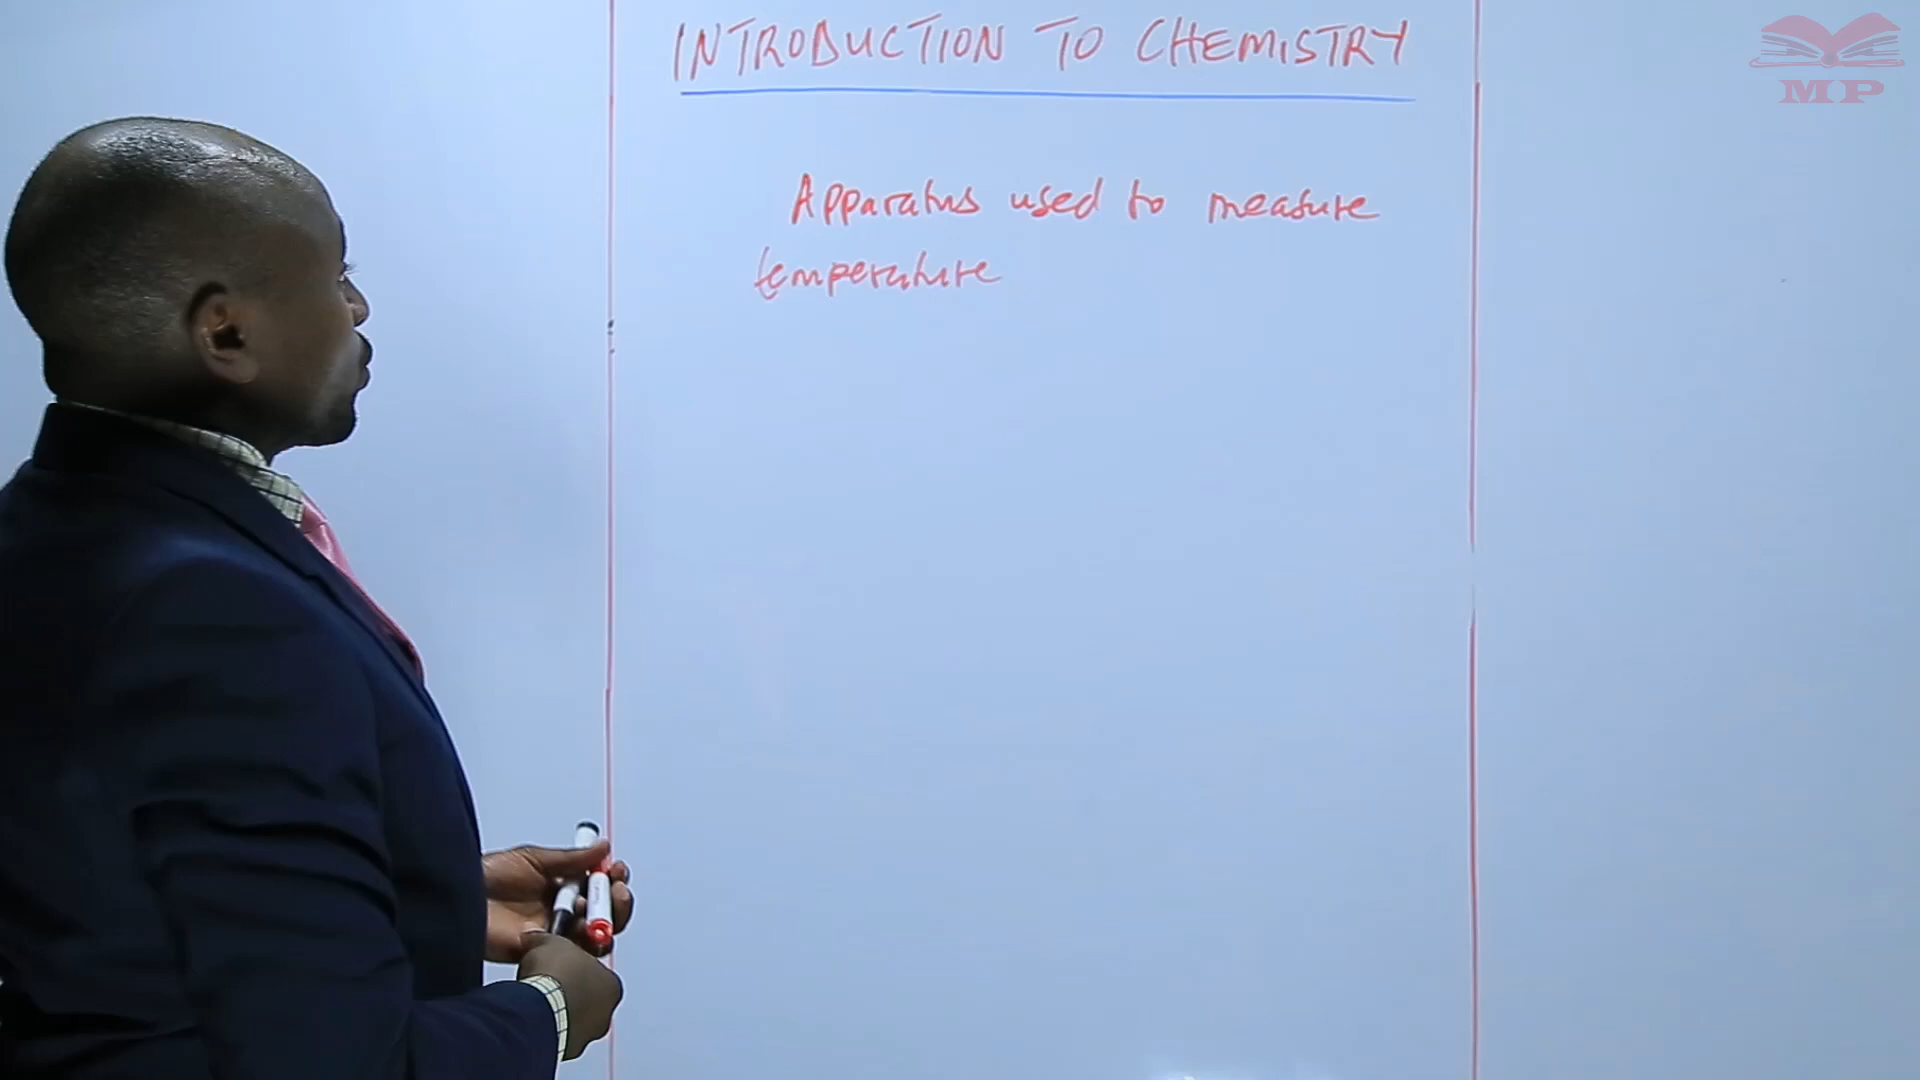 INTRODUCTION TO CHEMISTRY
Apparatus used to measure
temperature
MP